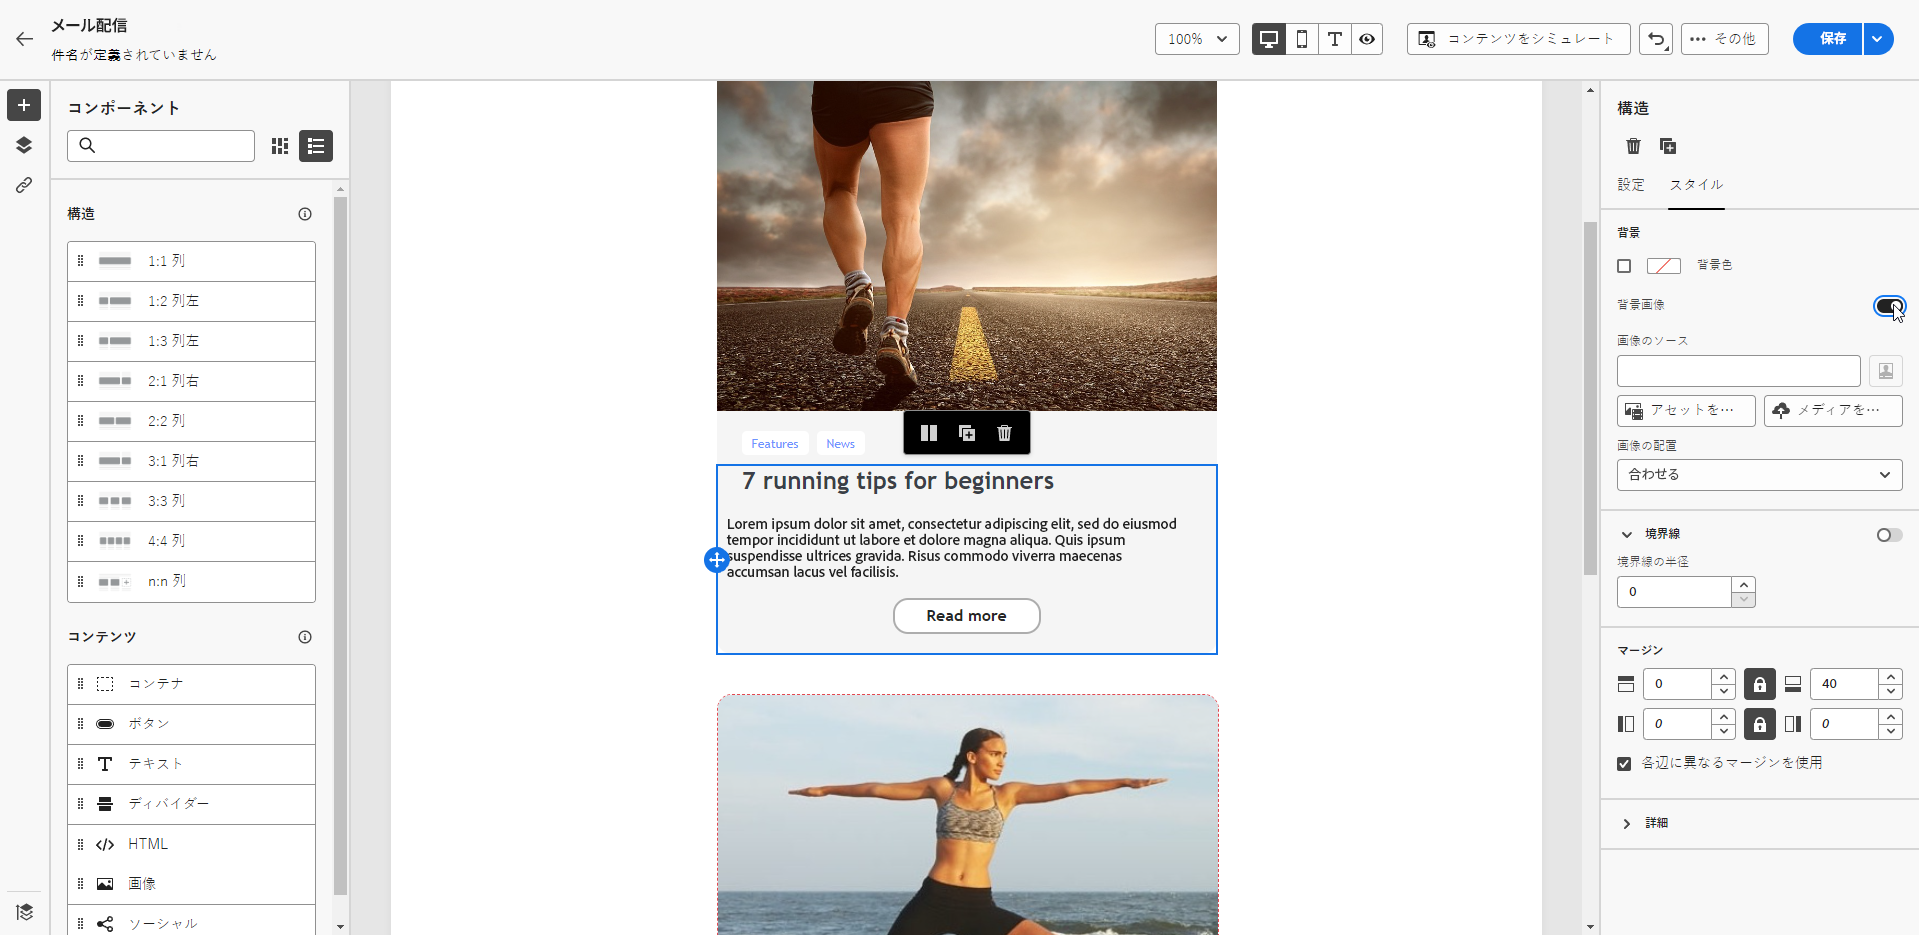 メール配信
件名が定義されていません
100%
コンテンツをシミュレート
その他
保存
コンポーネント
構造
1:1 列
1:2 列左
1:3 列左
2:1 列右
2:2 列
3:1 列右
3:3 列
4:4 列
n:n 列
コンテンツ
コンテナ
ボタン
テキスト
ディバイダー
HTML
画像
ソーシャル
Features
News
7 running tips for beginners
Lorem ipsum dolor sit amet, consectetur adipiscing elit, sed do eiusmod
tempor incididunt ut labore et dolore magna aliqua. Quis ipsum
suspendisse ultrices gravida. Risus commodo viverra maecenas
accumsan lacus vel facilisis.
Read more
構造
設定
スタイル
背景
背景色
背景画像
画像のソース
アセットを…
メディアを…
画像の配置
合わせる
境界線
境界線の半径
0
マージン
0
40
0
0
各辺に異なるマージンを使用
詳細